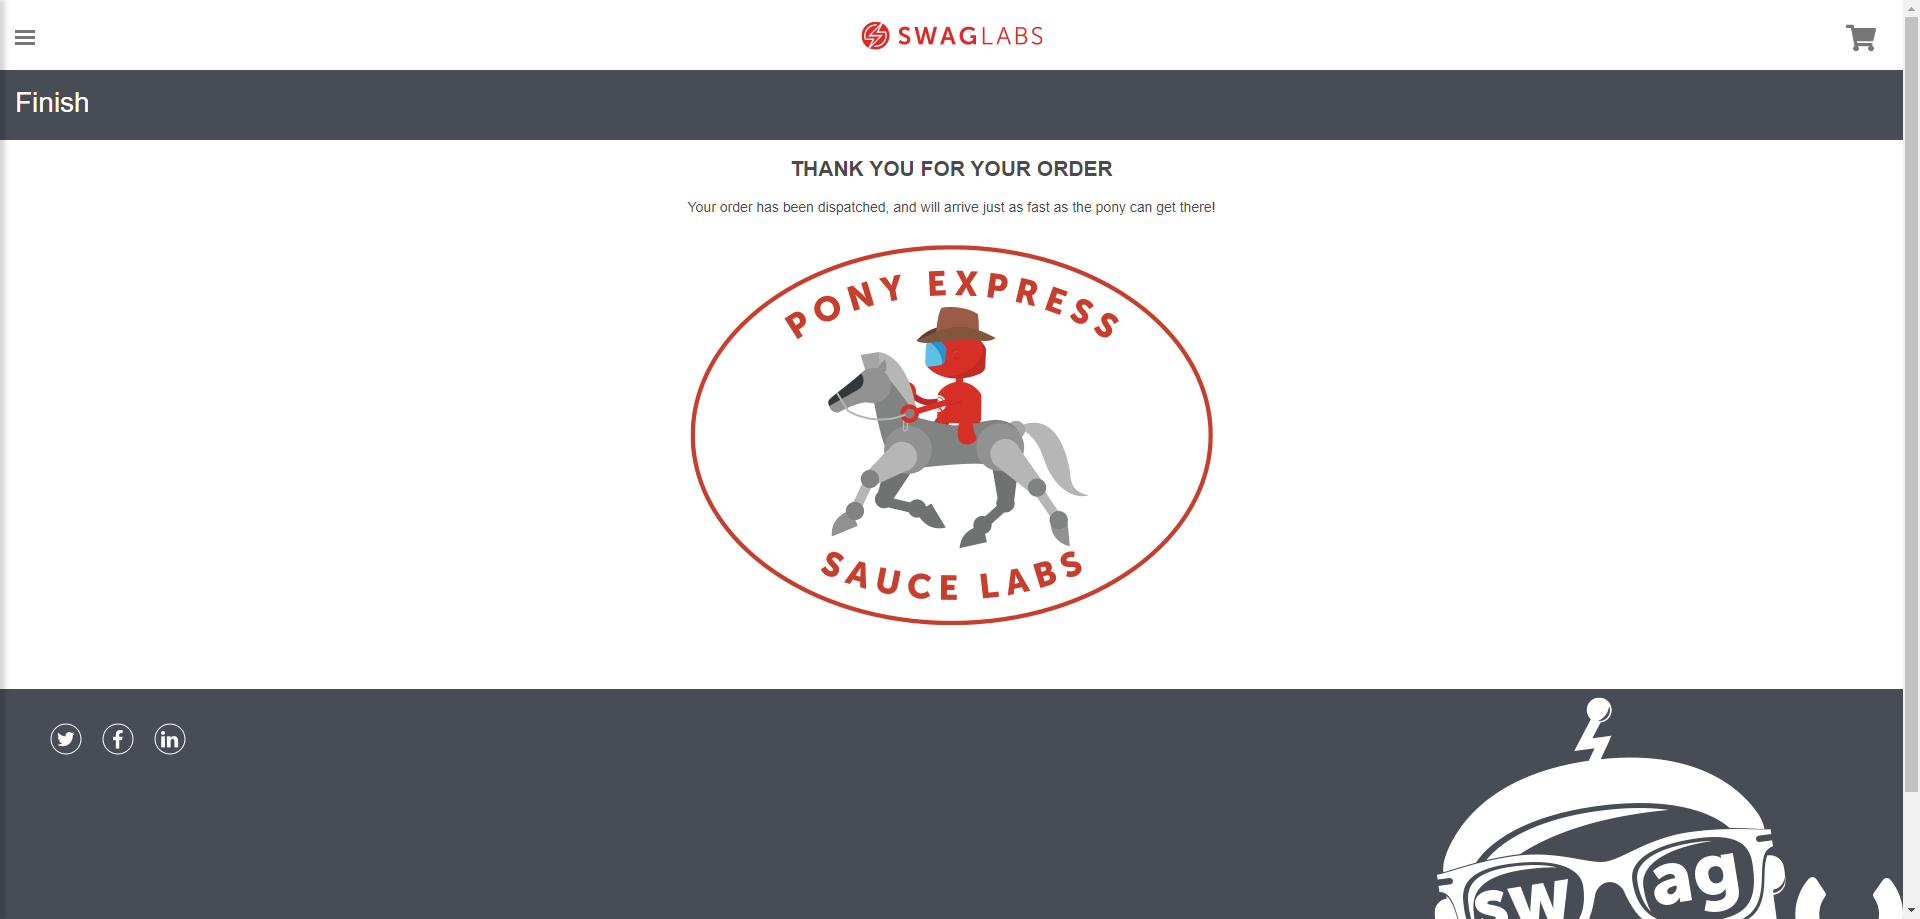 SWAGLABS
Finish
THANK YOU FOR YOUR ORDER
Your order has been dispatched, and will arrive just as fast as the pony can get there!
PONY EXPRESS
SAUCE LABS
f
in
sw ag